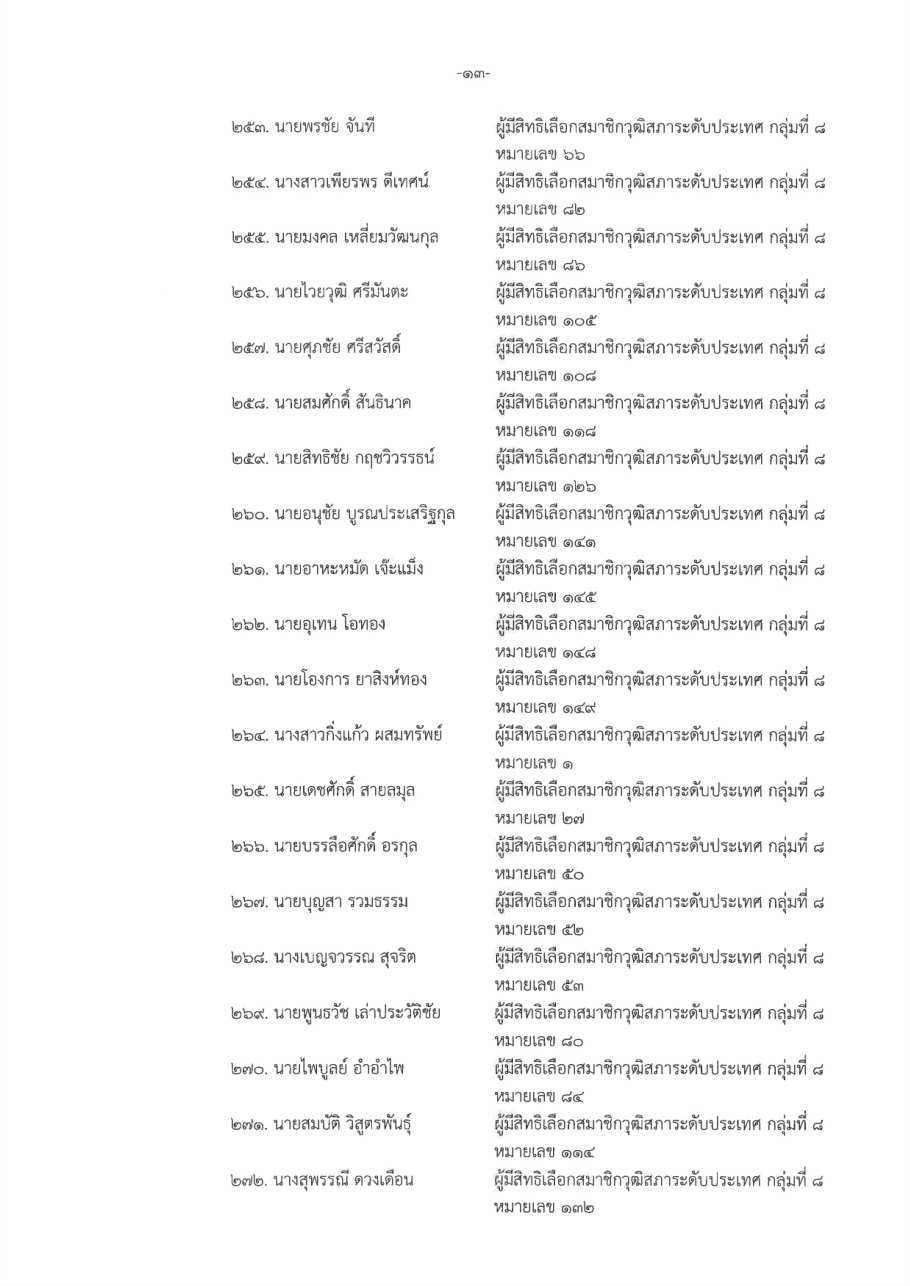 -๑๓-
๒๕๓. นายพรชัย จันที ผู้มีสิทธิเลือกสมาชิกวุฒิสภาระดับประเทศ กลุ่มที่ ๘
หมายเลข ๖๖
๒๕๔. นางสาวเพียรพร ดีเทศน์ ผู้มีสิทธิเลือกสมาชิกวุฒิสภาระดับประเทศ กลุ่มที่ ๘
หมายเลข ๘๒
๒๕๕. นายมงคล เหลี่ยมวัฒนกุล ผู้มีสิทธิเลือกสมาชิกวุฒิสภาระดับประเทศ กลุ่มที่ ๘
หมายเลข ๘๖
๒๕๖. นายไวยวุฒิ ศรีมันตะ ผู้มีสิทธิเลือกสมาชิกวุฒิสภาระดับประเทศ กลุ่มที่ ๘
หมายเลข ๑๐๕
๒๕๗. นายศุภชัย ศรีสวัสดิ์ ผู้มีสิทธิเลือกสมาชิกวุฒิสภาระดับประเทศ กลุ่มที่ ๘
หมายเลข ๑๐๘
๒๕๘. นายสมศักดิ์ สันธินาค ผู้มีสิทธิเลือกสมาชิกวุฒิสภาระดับประเทศ กลุ่มที่ ๘
หมายเลข ๑๑๘
๒๕๙. นายสิทธิชัย กฤชวิวรรธน์ ผู้มีสิทธิเลือกสมาชิกวุฒิสภาระดับประเทศ กลุ่มที่ ๘
หมายเลข ๑๒๖
๒๖๐. นายอนุชัย บูรณประเสริฐกุล ผู้มีสิทธิเลือกสมาชิกวุฒิสภาระดับประเทศ กลุ่มที่ ๘
หมายเลข ๑๔๑
๒๖๑. นายอาหะหมัด เจ๊ะแม็ง ผู้มีสิทธิเลือกสมาชิกวุฒิสภาระดับประเทศ กลุ่มที่ ๘
หมายเลข ๑๔๕
๒๖๒. นายอุเทน โอทอง ผู้มีสิทธิเลือกสมาชิกวุฒิสภาระดับประเทศ กลุ่มที่ ๘
หมายเลข ๑๔๘
๒๖๓. นายโองการ ยาสิงห์ทอง ผู้มีสิทธิเลือกสมาชิกวุฒิสภาระดับประเทศ กลุ่มที่ ๘
หมายเลข ๑๔๙
๒๖๔. นางสาวกิ่งแก้ว ผสมทรัพย์ ผู้มีสิทธิเลือกสมาชิกวุฒิสภาระดับประเทศ กลุ่มที่ ๘
หมายเลข ๑
๒๖๕. นายเดชศักดิ์ สายลมุล ผู้มีสิทธิเลือกสมาชิกวุฒิสภาระดับประเทศ กลุ่มที่ ๘
หมายเลข ๒๗
๒๖๖. นายบรรลือศักดิ์ อรกุล ผู้มีสิทธิเลือกสมาชิกวุฒิสภาระดับประเทศ กลุ่มที่ ๘
หมายเลข ๕๐
๒๖๗. นายบุญสา รวมธรรม ผู้มีสิทธิเลือกสมาชิกวุฒิสภาระดับประเทศ กลุ่มที่ ๘
หมายเลข ๕๒
๒๖๘. นางเบญจวรรณ สุจริต ผู้มีสิทธิเลือกสมาชิกวุฒิสภาระดับประเทศ กลุ่มที่ ๘
หมายเลข ๕๓
๒๖๙. นายพูนธวัช เล่าประวัติชัย ผู้มีสิทธิเลือกสมาชิกวุฒิสภาระดับประเทศ กลุ่มที่ ๘
หมายเลข ๘๐
๒๗๐. นายไพบูลย์ อำอำไพ ผู้มีสิทธิเลือกสมาชิกวุฒิสภาระดับประเทศ กลุ่มที่ ๘
หมายเลข ๘๔
๒๗๑. นายสมบัติ วิสูตรพันธุ์ ผู้มีสิทธิเลือกสมาชิกวุฒิสภาระดับประเทศ กลุ่มที่ ๘
หมายเลข ๑๑๔
๒๗๒. นางสุพรรณี ดวงเดือน ผู้มีสิทธิเลือกสมาชิกวุฒิสภาระดับประเทศ กลุ่มที่ ๘
หมายเลข ๑๓๒